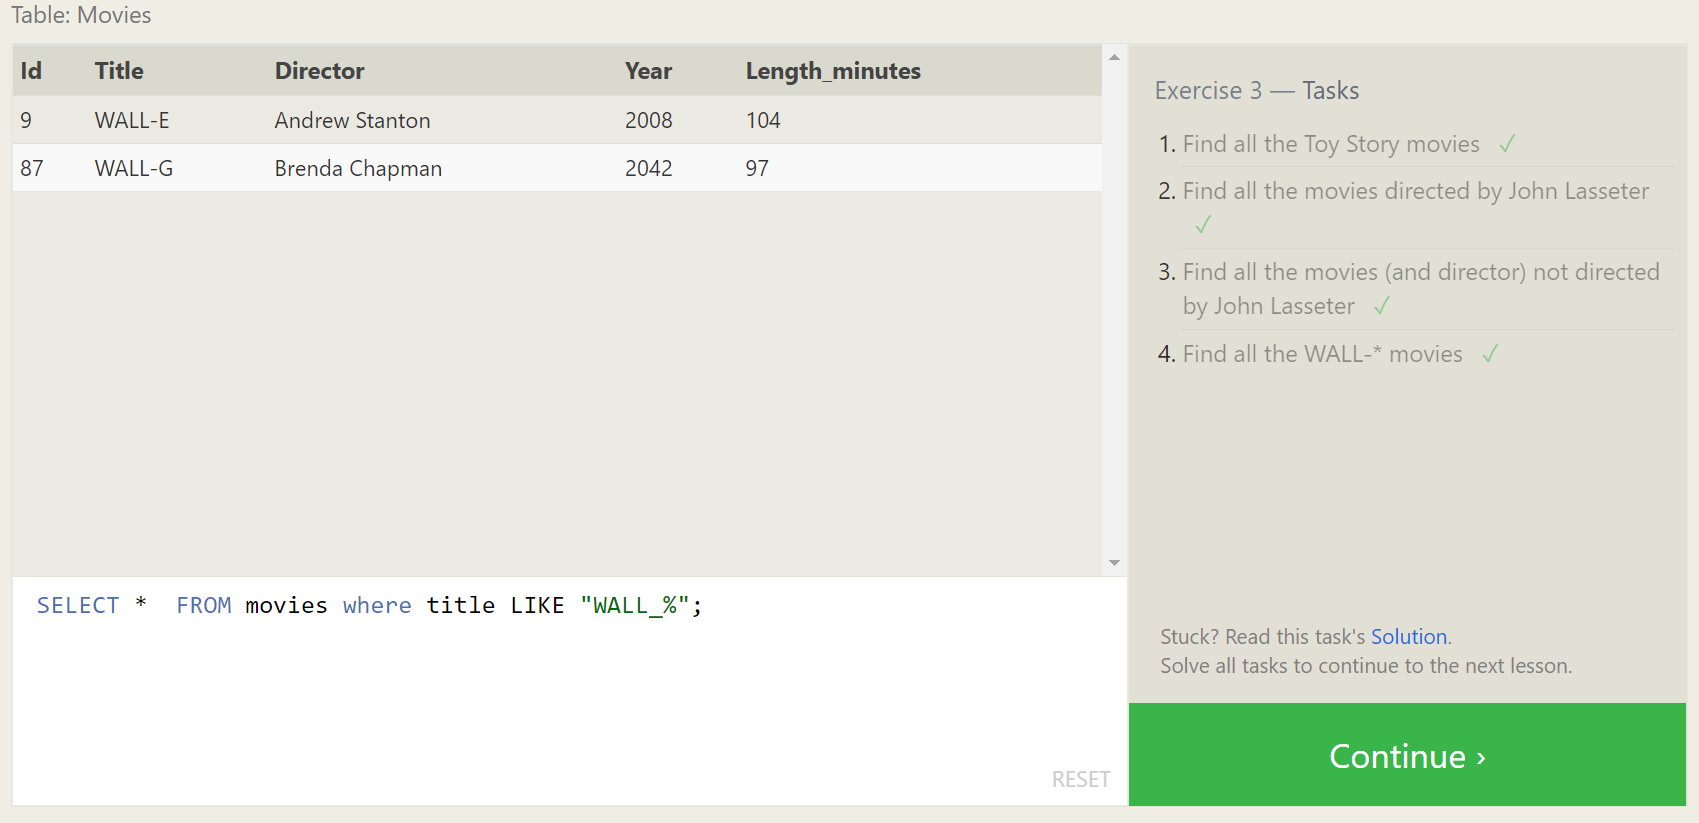 Table: Movies
Id Title Director Year Length_minutes
9 WALL-E Andrew Stanton 2008 104
87 WALL-G Brenda Chapman 2042 97
SELECT *  FROM movies where title LIKE "WALL_%";
RESET
Exercise 3 — Tasks
1. Find all the Toy Story movies ✓
2. Find all the movies directed by John Lasseter
✓
3. Find all the movies (and director) not directed
by John Lasseter ✓
4. Find all the WALL-* movies ✓
Stuck? Read this task's Solution.
Solve all tasks to continue to the next lesson.
Continue ›